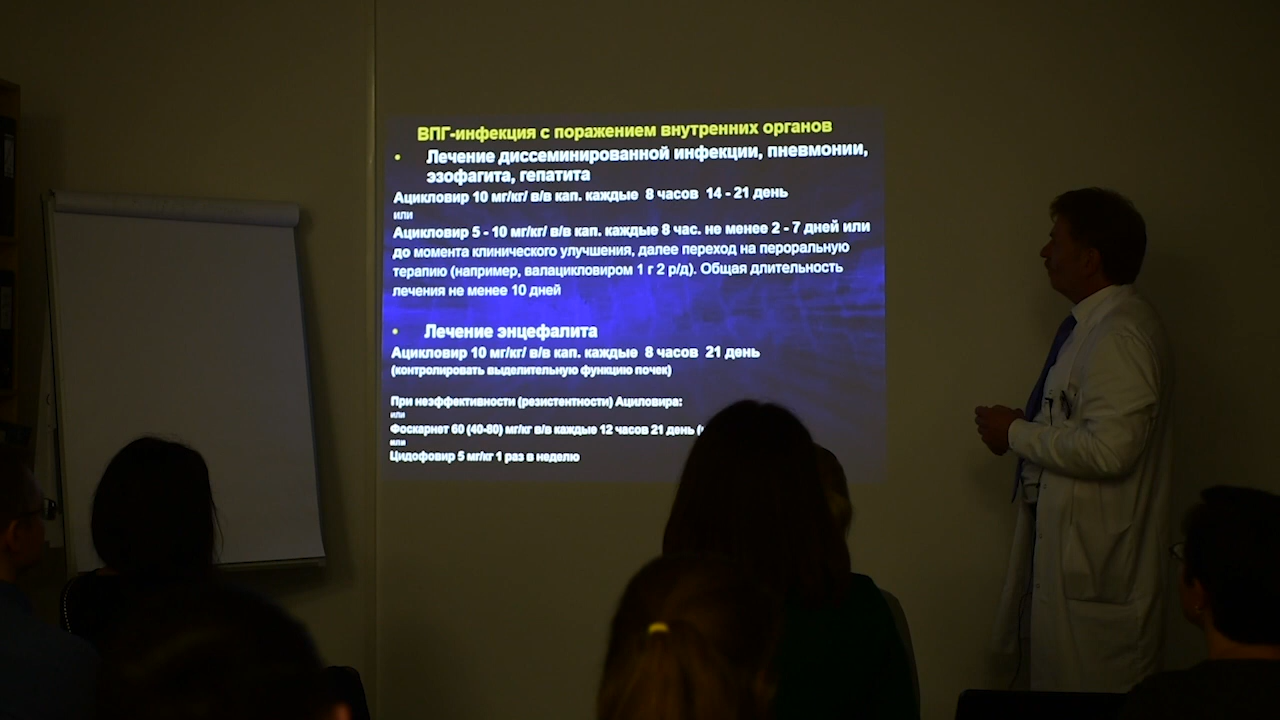 ВПГ-инфекция с поражением внутренних органов
• Лечение диссеминированной инфекции, пневмонии,
эзофагита, гепатита
Ацикловир 10 мг/кг/ в/в кап. каждые 8 часов 14 - 21 день
или
Ацикловир 5 - 10 мг/кг/ в/в кап. каждые 8 час. не менее 2 - 7 дней или
до момента клинического улучшения, далее переход на пероральную
терапию (например, валацикловиром 1 г 2 р/д). Общая длительность
лечения не менее 10 дней
• Лечение энцефалита
Ацикловир 10 мг/кг/ в/в кап. каждые 8 часов 21 день
(контролировать выделительную функцию почек)
При неэффективности (резистентности) Ациловира:
или
Фоскарнет 60 (40-80) мг/кг в/в каждые 12 часов 21 день
или
Цидофовир 5 мг/кг 1 раз в неделю